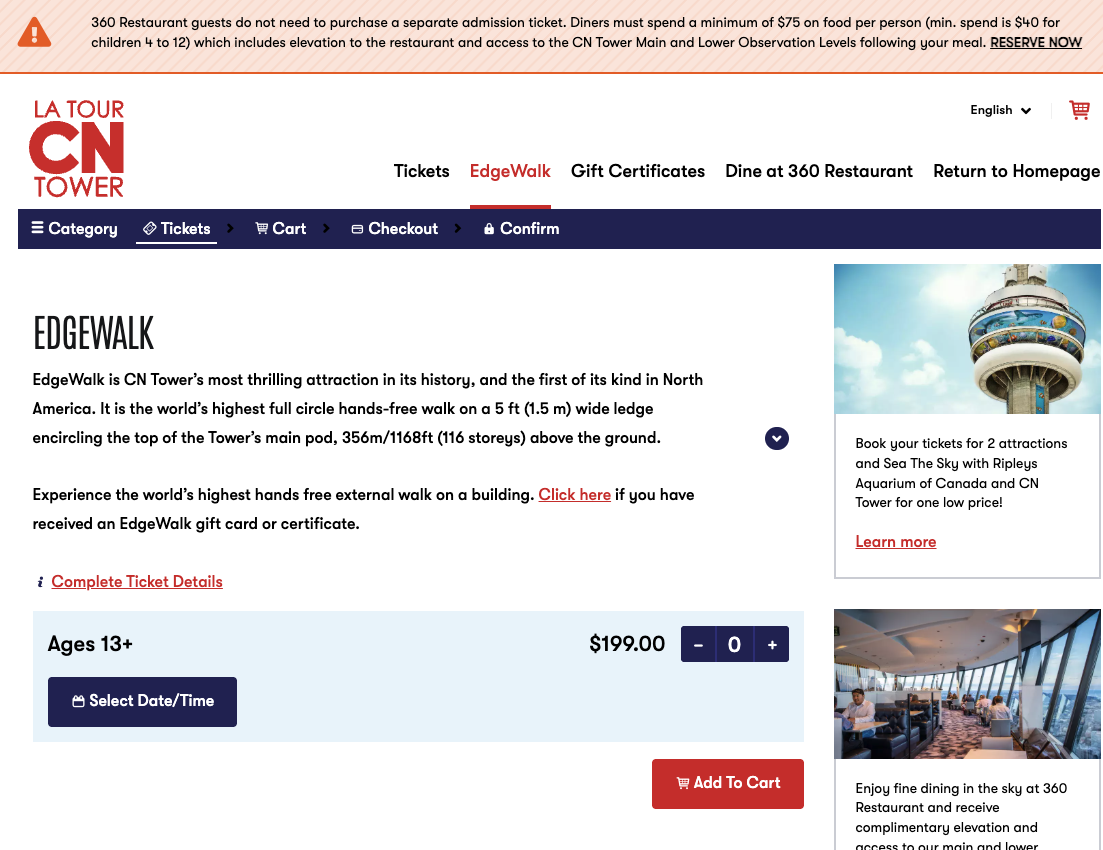 360 Restaurant guests do not need to purchase a separate admission ticket. Diners must spend a minimum of $75 on food per person (min. spend is $40 for
children 4 to 12) which includes elevation to the restaurant and access to the CN Tower Main and Lower Observation Levels following your meal. RESERVE NOW
LA TOUR
CN
TOWER
English
Tickets EdgeWalk Gift Certificates Dine at 360 Restaurant Return to Homepage
Category Tickets Cart Checkout Confirm
EDGEWALK
EdgeWalk is CN Tower’s most thrilling attraction in its history, and the first of its kind in North
America. It is the world’s highest full circle hands-free walk on a 5 ft (1.5 m) wide ledge
encircling the top of the Tower’s main pod, 356m/1168ft (116 storeys) above the ground.
Experience the world’s highest hands free external walk on a building. Click here if you have
received an EdgeWalk gift card or certificate.
i Complete Ticket Details
Ages 13+ $199.00 – 0 +
Select Date/Time
Add To Cart
Book your tickets for 2 attractions
and Sea The Sky with Ripleys
Aquarium of Canada and CN
Tower for one low price!
Learn more
Enjoy fine dining in the sky at 360
Restaurant and receive
complimentary elevation and
access to our main and lower